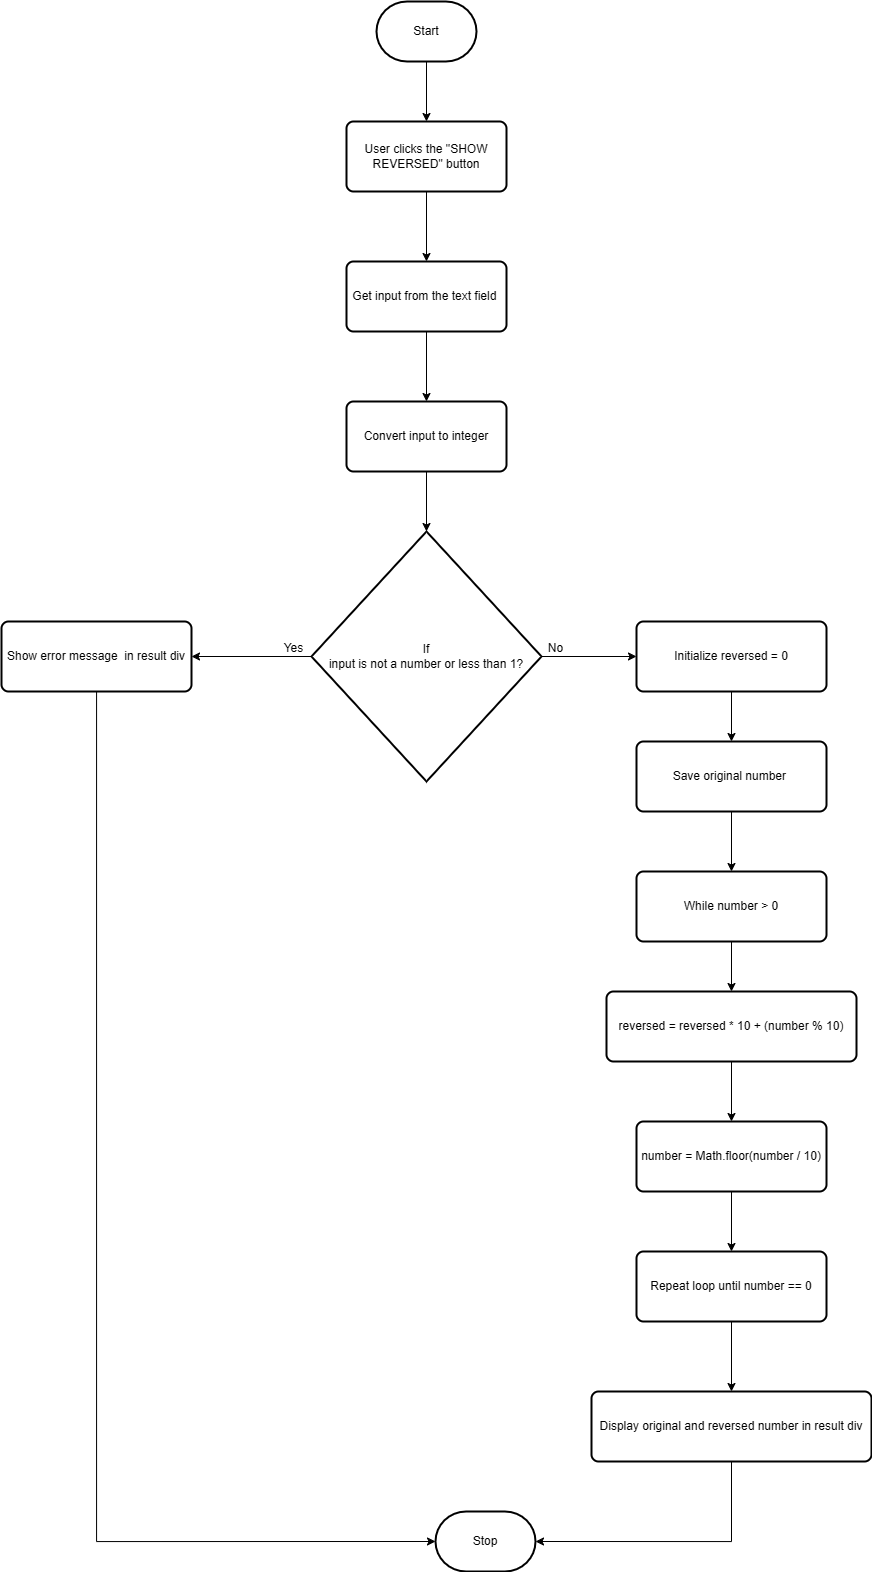 Start
User clicks the "SHOW
REVERSED" button
Get input from the text field
Convert input to integer
If
input is not a number or less than 1?
Yes
No
Show error message  in result div
Initialize reversed = 0
Save original number
While number > 0
reversed = reversed * 10 + (number % 10)
number = Math.floor(number / 10)
Repeat loop until number == 0
Display original and reversed number in result div
Stop